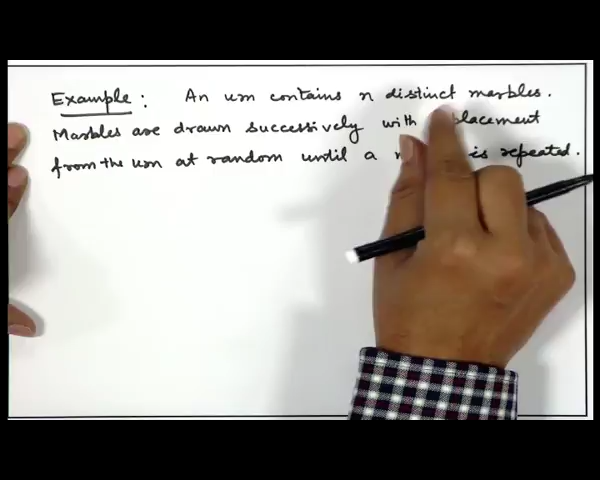 Example: An urn contains n distinct marbles.
Marbles are drawn successively with placement
from the urn at random until a is repeated.